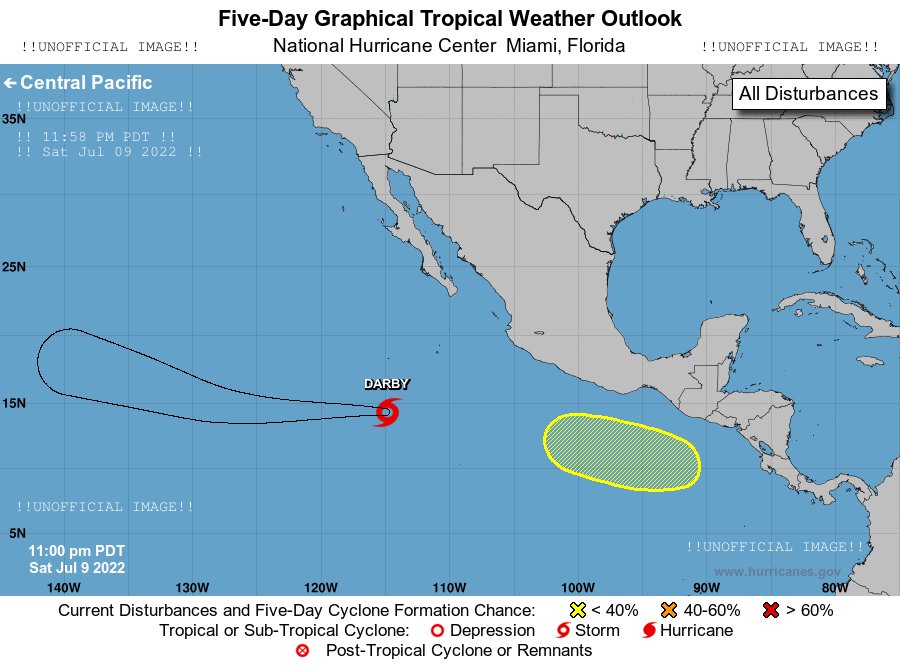 Five-Day Graphical Tropical Weather Outlook
!!UNOFFICIAL IMAGE!! National Hurricane Center Miami, Florida !!UNOFFICIAL IMAGE!!
← Central Pacific
All Disturbances
!!UNOFFICIAL IMAGE!!
35N
!! 11:58 PM PDT !!
!! Sat Jul 09 2022 !!
25N
DARBY
15N
!!UNOFFICIAL IMAGE!!
5N
!!UNOFFICIAL IMAGE!!
11:00 pm PDT
Sat Jul 9 2022
www.hurricanes.gov
140W 130W 120W 110W 100W 90W 80W
Current Disturbances and Five-Day Cyclone Formation Chance: < 40% 40-60% > 60%
Tropical or Sub-Tropical Cyclone: Depression Storm Hurricane
Post-Tropical Cyclone or Remnants